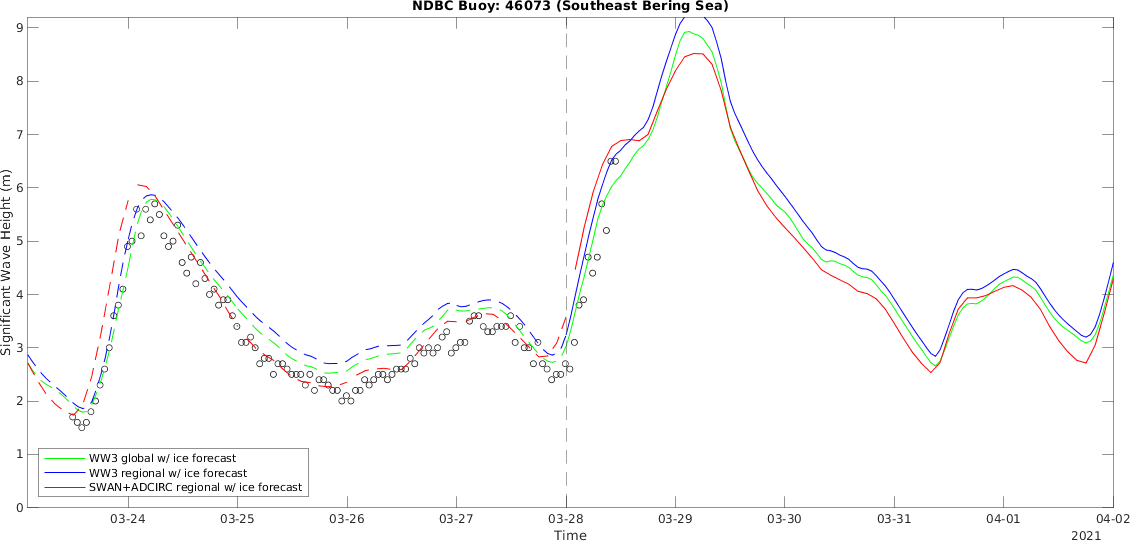 NDBC Buoy: 46073 (Southeast Bering Sea)
Significant Wave Height (m)
9
8
7
6
5
4
3
2
1
0
WW3 global w/ ice forecast
WW3 regional w/ ice forecast
SWAN+ADCIRC regional w/ ice forecast
03-24 03-25 03-26 03-27 03-28 03-29 03-30 03-31 04-01 04-02
Time
2021